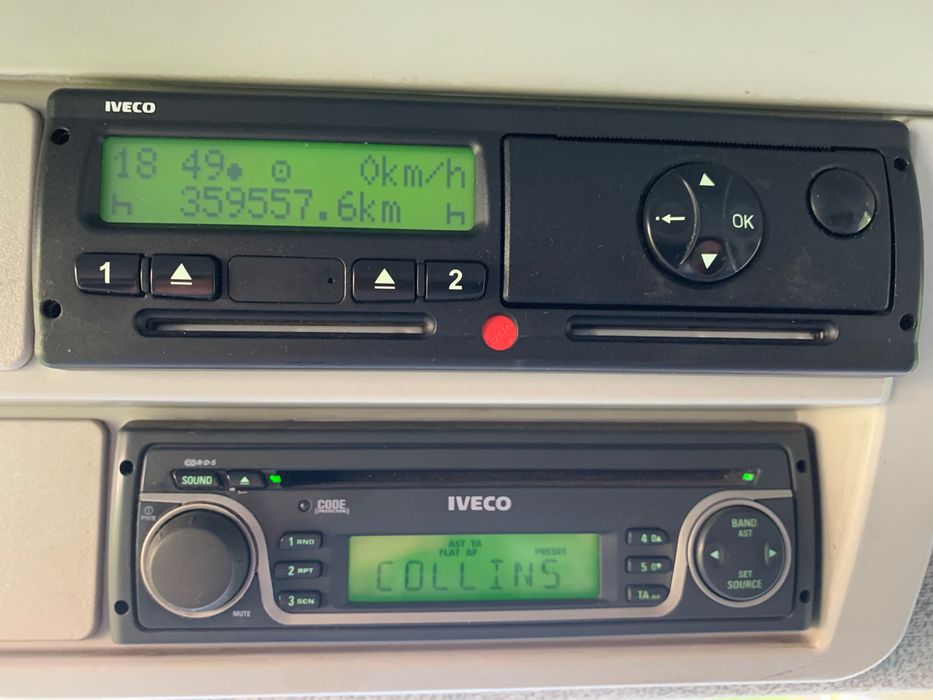 IVECO
18 49 0km/h
359557.6km
1 2
OK
R·D·S
SOUND
CODE
IVECO
BAND
AST
1 RND
AST TA
4
FLAT AF PRESET
2 RPT
COLLINS
5
SET
SOURCE
3 SCN
TA
MUTE